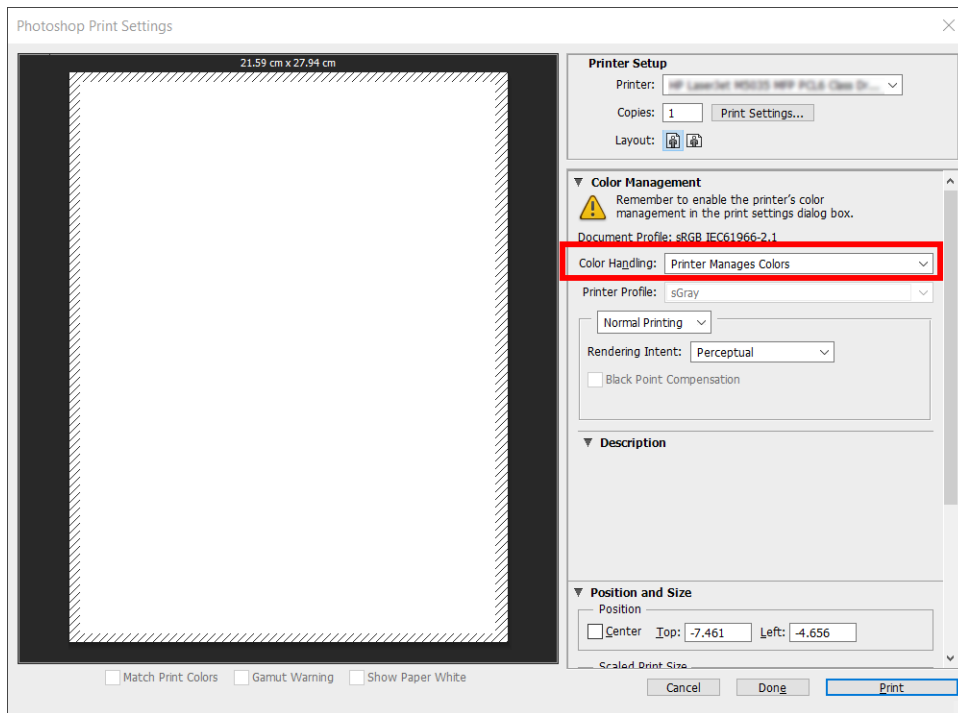 Photoshop Print Settings
21.59 cm x 27.94 cm
Printer Setup
Printer:
Copies: 1 Print Settings...
Layout:
Color Management
Remember to enable the printer's color
management in the print settings dialog box.
Document Profile: sRGB IEC61966-2.1
Color Handling: Printer Manages Colors
Printer Profile: sGray
Normal Printing
Rendering Intent: Perceptual
Black Point Compensation
Description
Position and Size
Position
Center Top: -7.461 Left: -4.656
Scaled Print Size
Match Print Colors Gamut Warning Show Paper White
Cancel Done Print